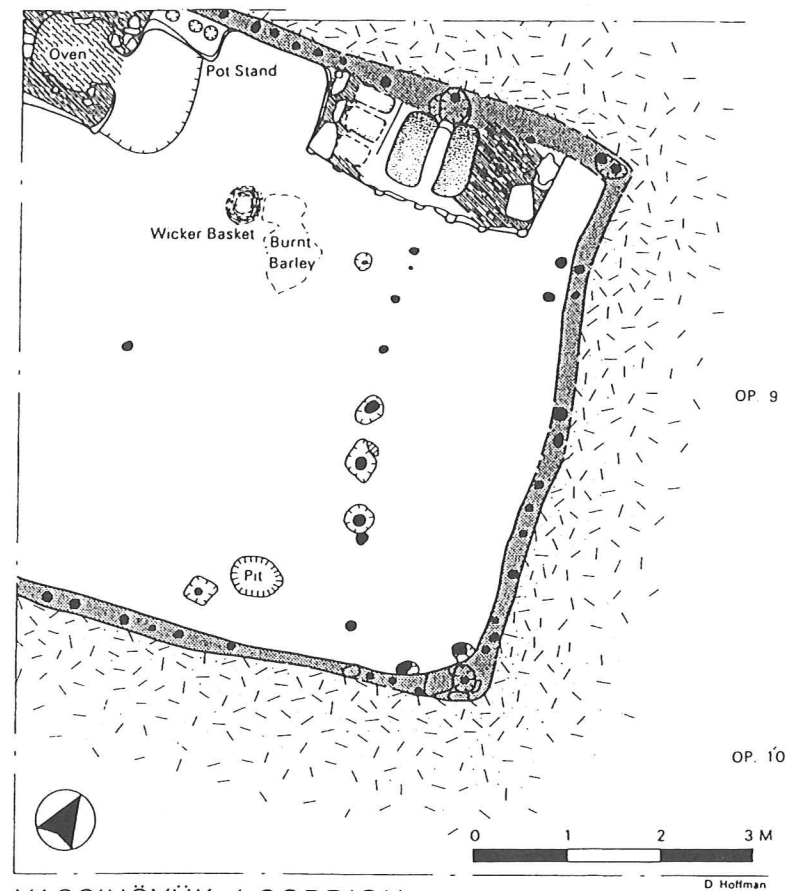 Oven
Pot Stand
Wicker Basket
Burnt
Barley
OP. 9
Pit
OP. 10
0 1 2 3 M
D Hoffman